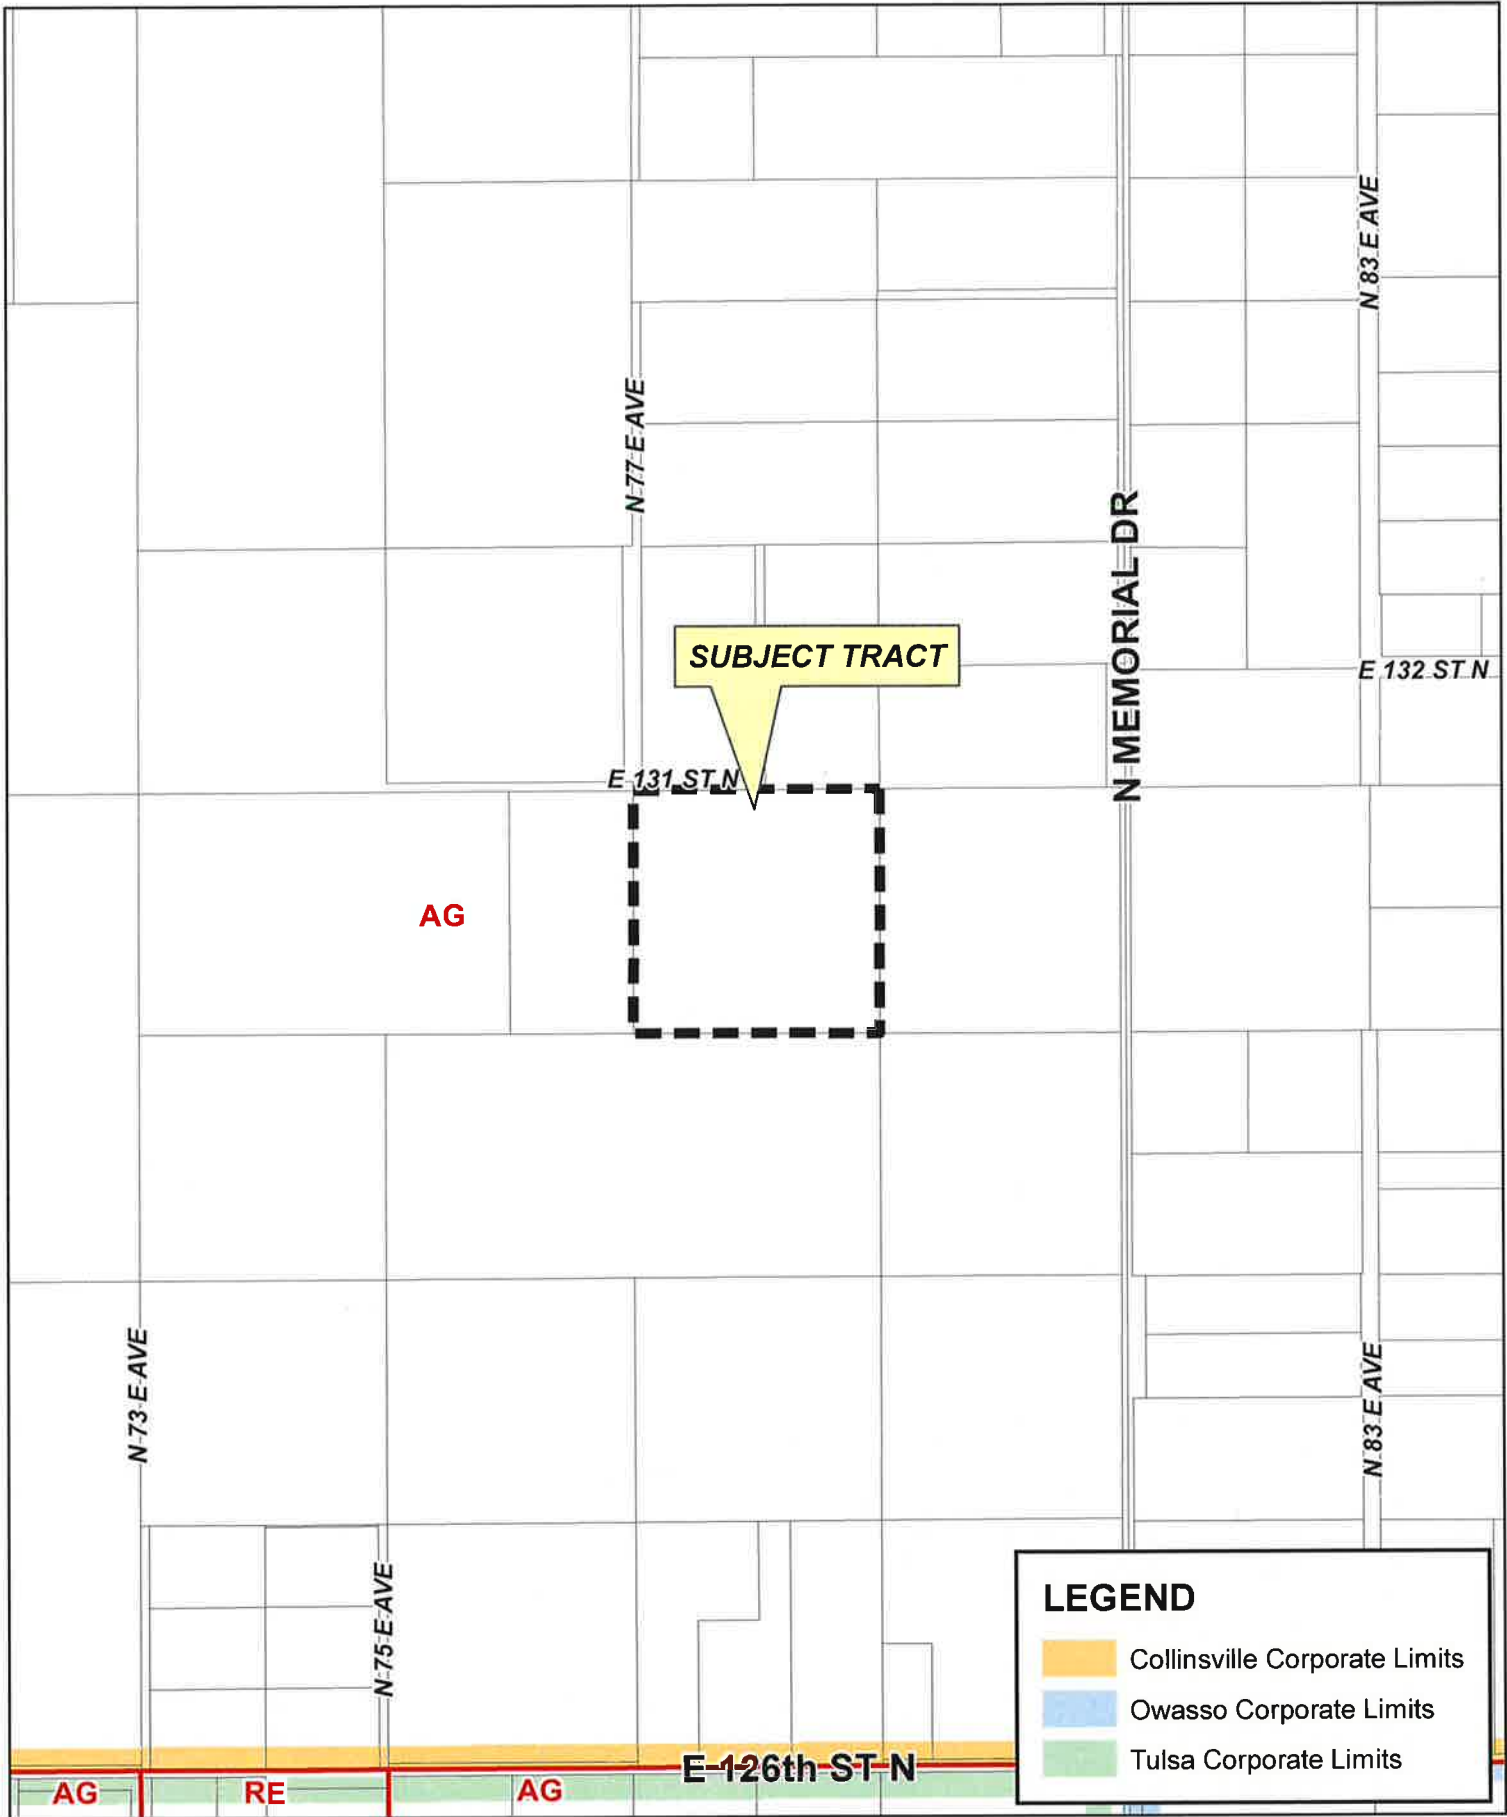 N 83 E AVE
N 77 E AVE
N MEMORIAL DR
SUBJECT TRACT
E 132 ST N
E 131 ST N
AG
N 73 E AVE
N 83 E AVE
N 75 E AVE
LEGEND
Collinsville Corporate Limits
Owasso Corporate Limits
Tulsa Corporate Limits
E 126th ST N
AG
RE
AG